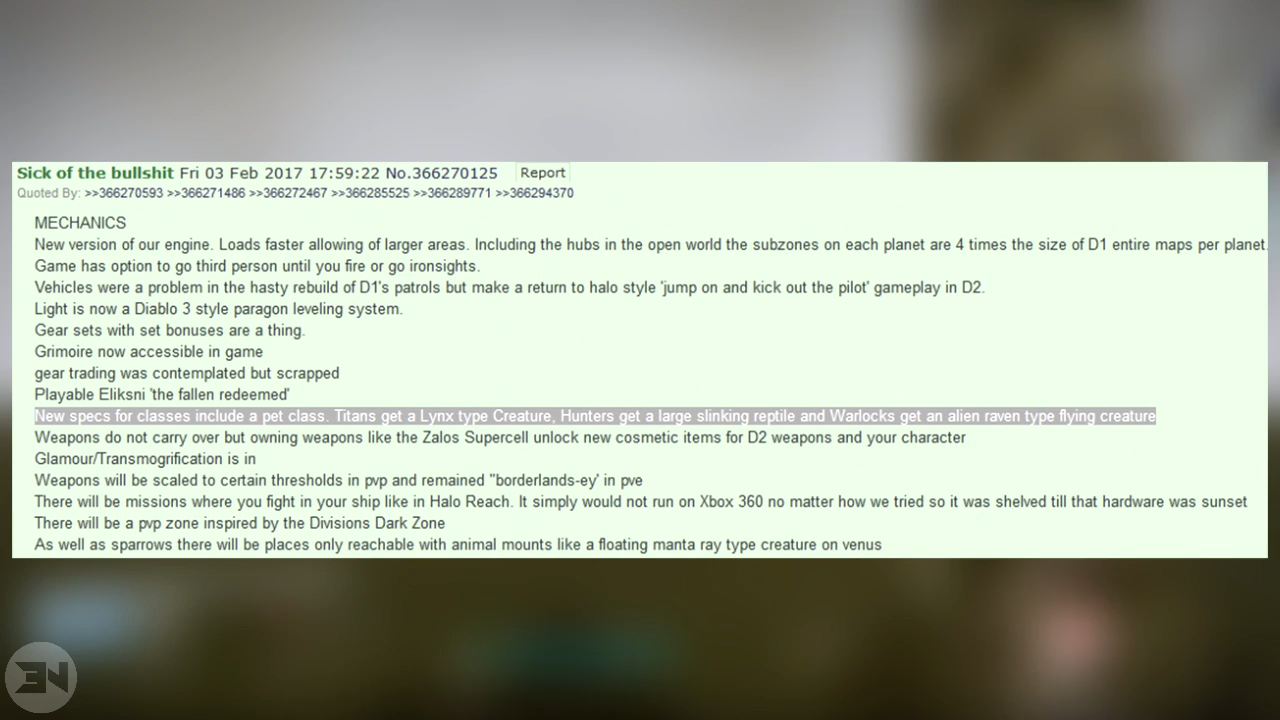 Sick of the bullshit Fri 03 Feb 2017 17:59:22 No.366270125 Report
Quoted By: >>366270593 >>366271486 >>366272467 >>366285525 >>366289771 >>366294370
MECHANICS
New version of our engine. Loads faster allowing of larger areas. Including the hubs in the open world the subzones on each planet are 4 times the size of D1 entire maps per planet.
Game has option to go third person until you fire or go ironsights.
Vehicles were a problem in the hasty rebuild of D1's patrols but make a return to halo style 'jump on and kick out the pilot' gameplay in D2.
Light is now a Diablo 3 style paragon leveling system.
Gear sets with set bonuses are a thing.
Grimoire now accessible in game
gear trading was contemplated but scrapped
Playable Eliksni 'the fallen redeemed'
New specs for classes include a pet class. Titans get a Lynx type Creature, Hunters get a large slinking reptile and Warlocks get an alien raven type flying creature
Weapons do not carry over but owning weapons like the Zalos Supercell unlock new cosmetic items for D2 weapons and your character
Glamour/Transmogrification is in
Weapons will be scaled to certain thresholds in pvp and remained "borderlands-ey' in pve
There will be missions where you fight in your ship like in Halo Reach. It simply would not run on Xbox 360 no matter how we tried so it was shelved till that hardware was sunset
There will be a pvp zone inspired by the Divisions Dark Zone
As well as sparrows there will be places only reachable with animal mounts like a floating manta ray type creature on venus